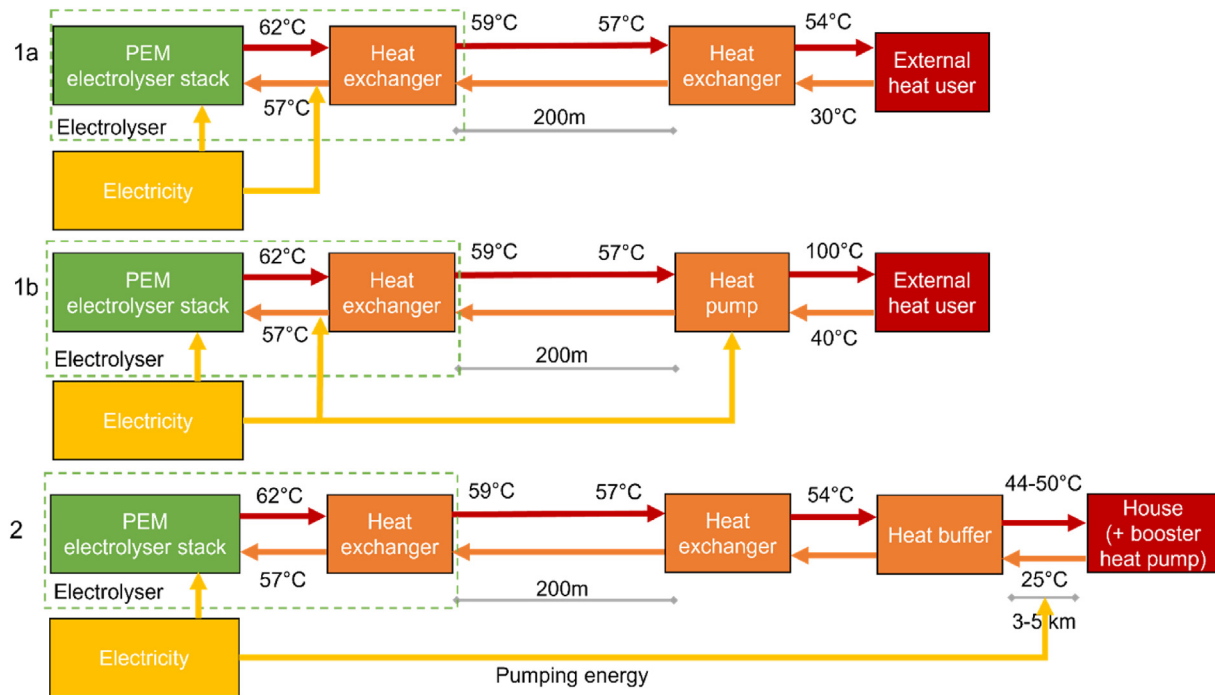 1a
PEM
electrolyser stack
62°C
57°C
Heat
exchanger
59°C
57°C
Heat
exchanger
54°C
30°C
External
heat user
Electrolyser
200m
Electricity
1b
PEM
electrolyser stack
62°C
57°C
Heat
exchanger
59°C
57°C
Heat
pump
100°C
40°C
External
heat user
Electrolyser
200m
Electricity
2
PEM
electrolyser stack
62°C
57°C
Heat
exchanger
59°C
57°C
Heat
exchanger
54°C
Heat buffer
44-50°C
25°C
3-5 km
House
(+ booster
heat pump)
Electrolyser
200m
Electricity
Pumping energy